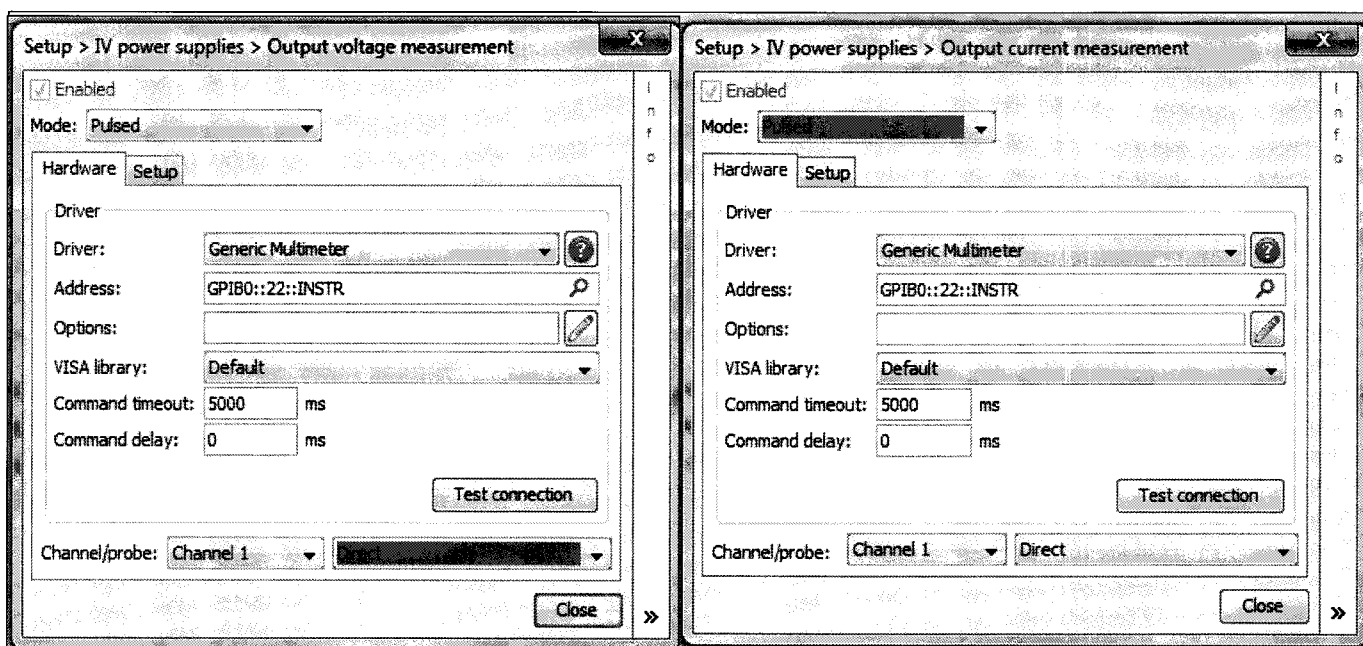 Setup > IV power supplies > Output voltage measurement
Enabled
Mode: Pulsed
Hardware Setup
Driver
Driver: Generic Multimeter
Address: GPIB0::22::INSTR
Options:
VISA library: Default
Command timeout: 5000 ms
Command delay: 0 ms
Test connection
Channel/probe: Channel 1 Direct
Close »
Info
Setup > IV power supplies > Output current measurement
Enabled
Mode: Pulsed
Hardware Setup
Driver
Driver: Generic Multimeter
Address: GPIB0::22::INSTR
Options:
VISA library: Default
Command timeout: 5000 ms
Command delay: 0 ms
Test connection
Channel/probe: Channel 1 Direct
Close »
Info